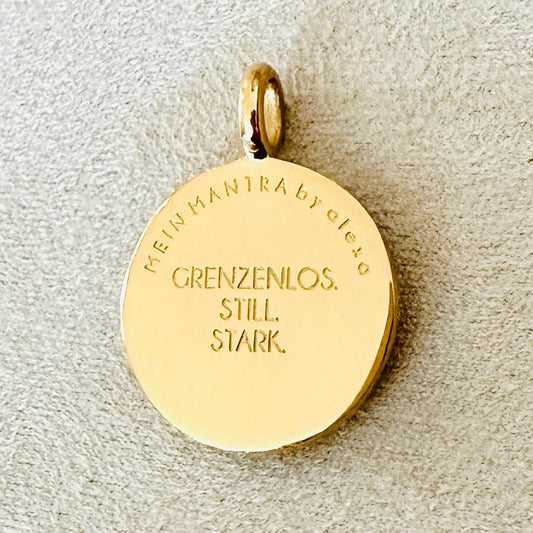 MEIN MANTRA by alexa
GRENZENLOS.
STILL.
STARK.